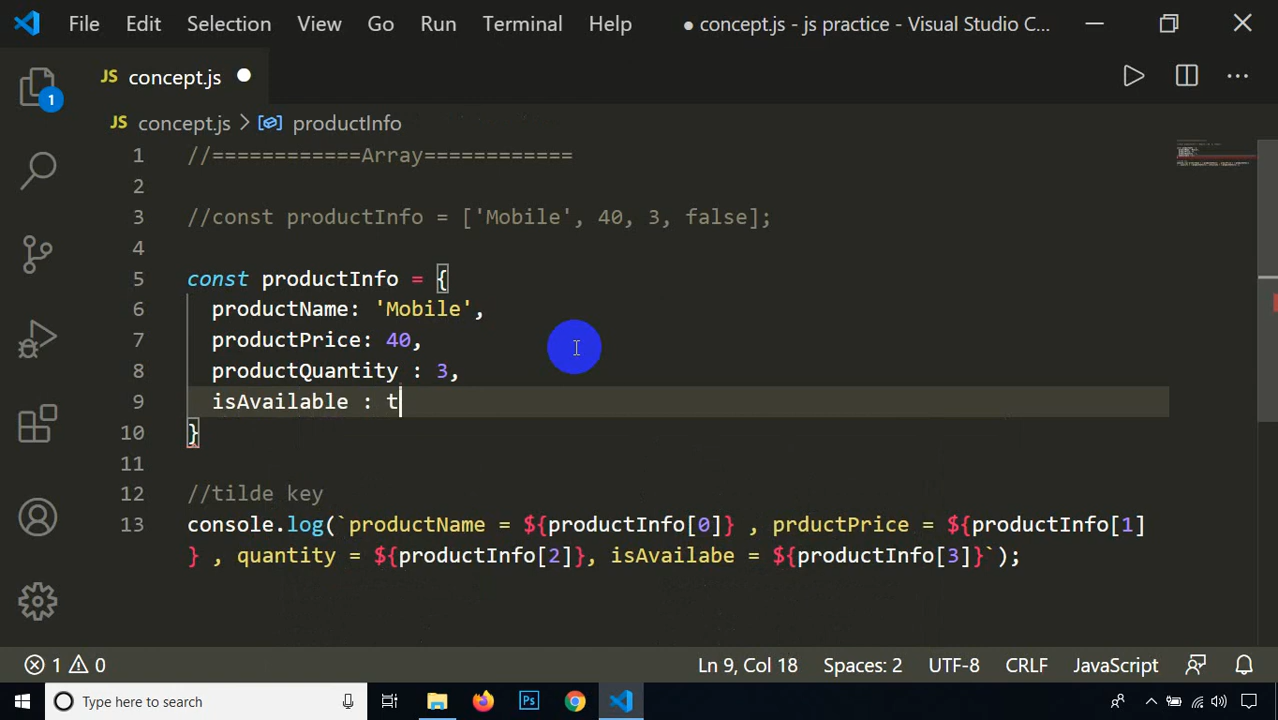 File Edit Selection View Go Run Terminal Help ● concept.js - js practice - Visual Studio C...
JS concept.js ●
1
JS concept.js > productInfo
1 //============Array============
2
3 //const productInfo = ['Mobile', 40, 3, false];
4
5 const productInfo = {
6 productName: 'Mobile',
7 productPrice: 40,
8 productQuantity : 3,
9 isAvailable : t
10 }
11
12 //tilde key
13 console.log(`productName = ${productInfo[0]} , prductPrice = ${productInfo[1]
} , quantity = ${productInfo[2]}, isAvailabe = ${productInfo[3]}`);
1 0 Ln 9, Col 18 Spaces: 2 UTF-8 CRLF JavaScript
Type here to search Ps